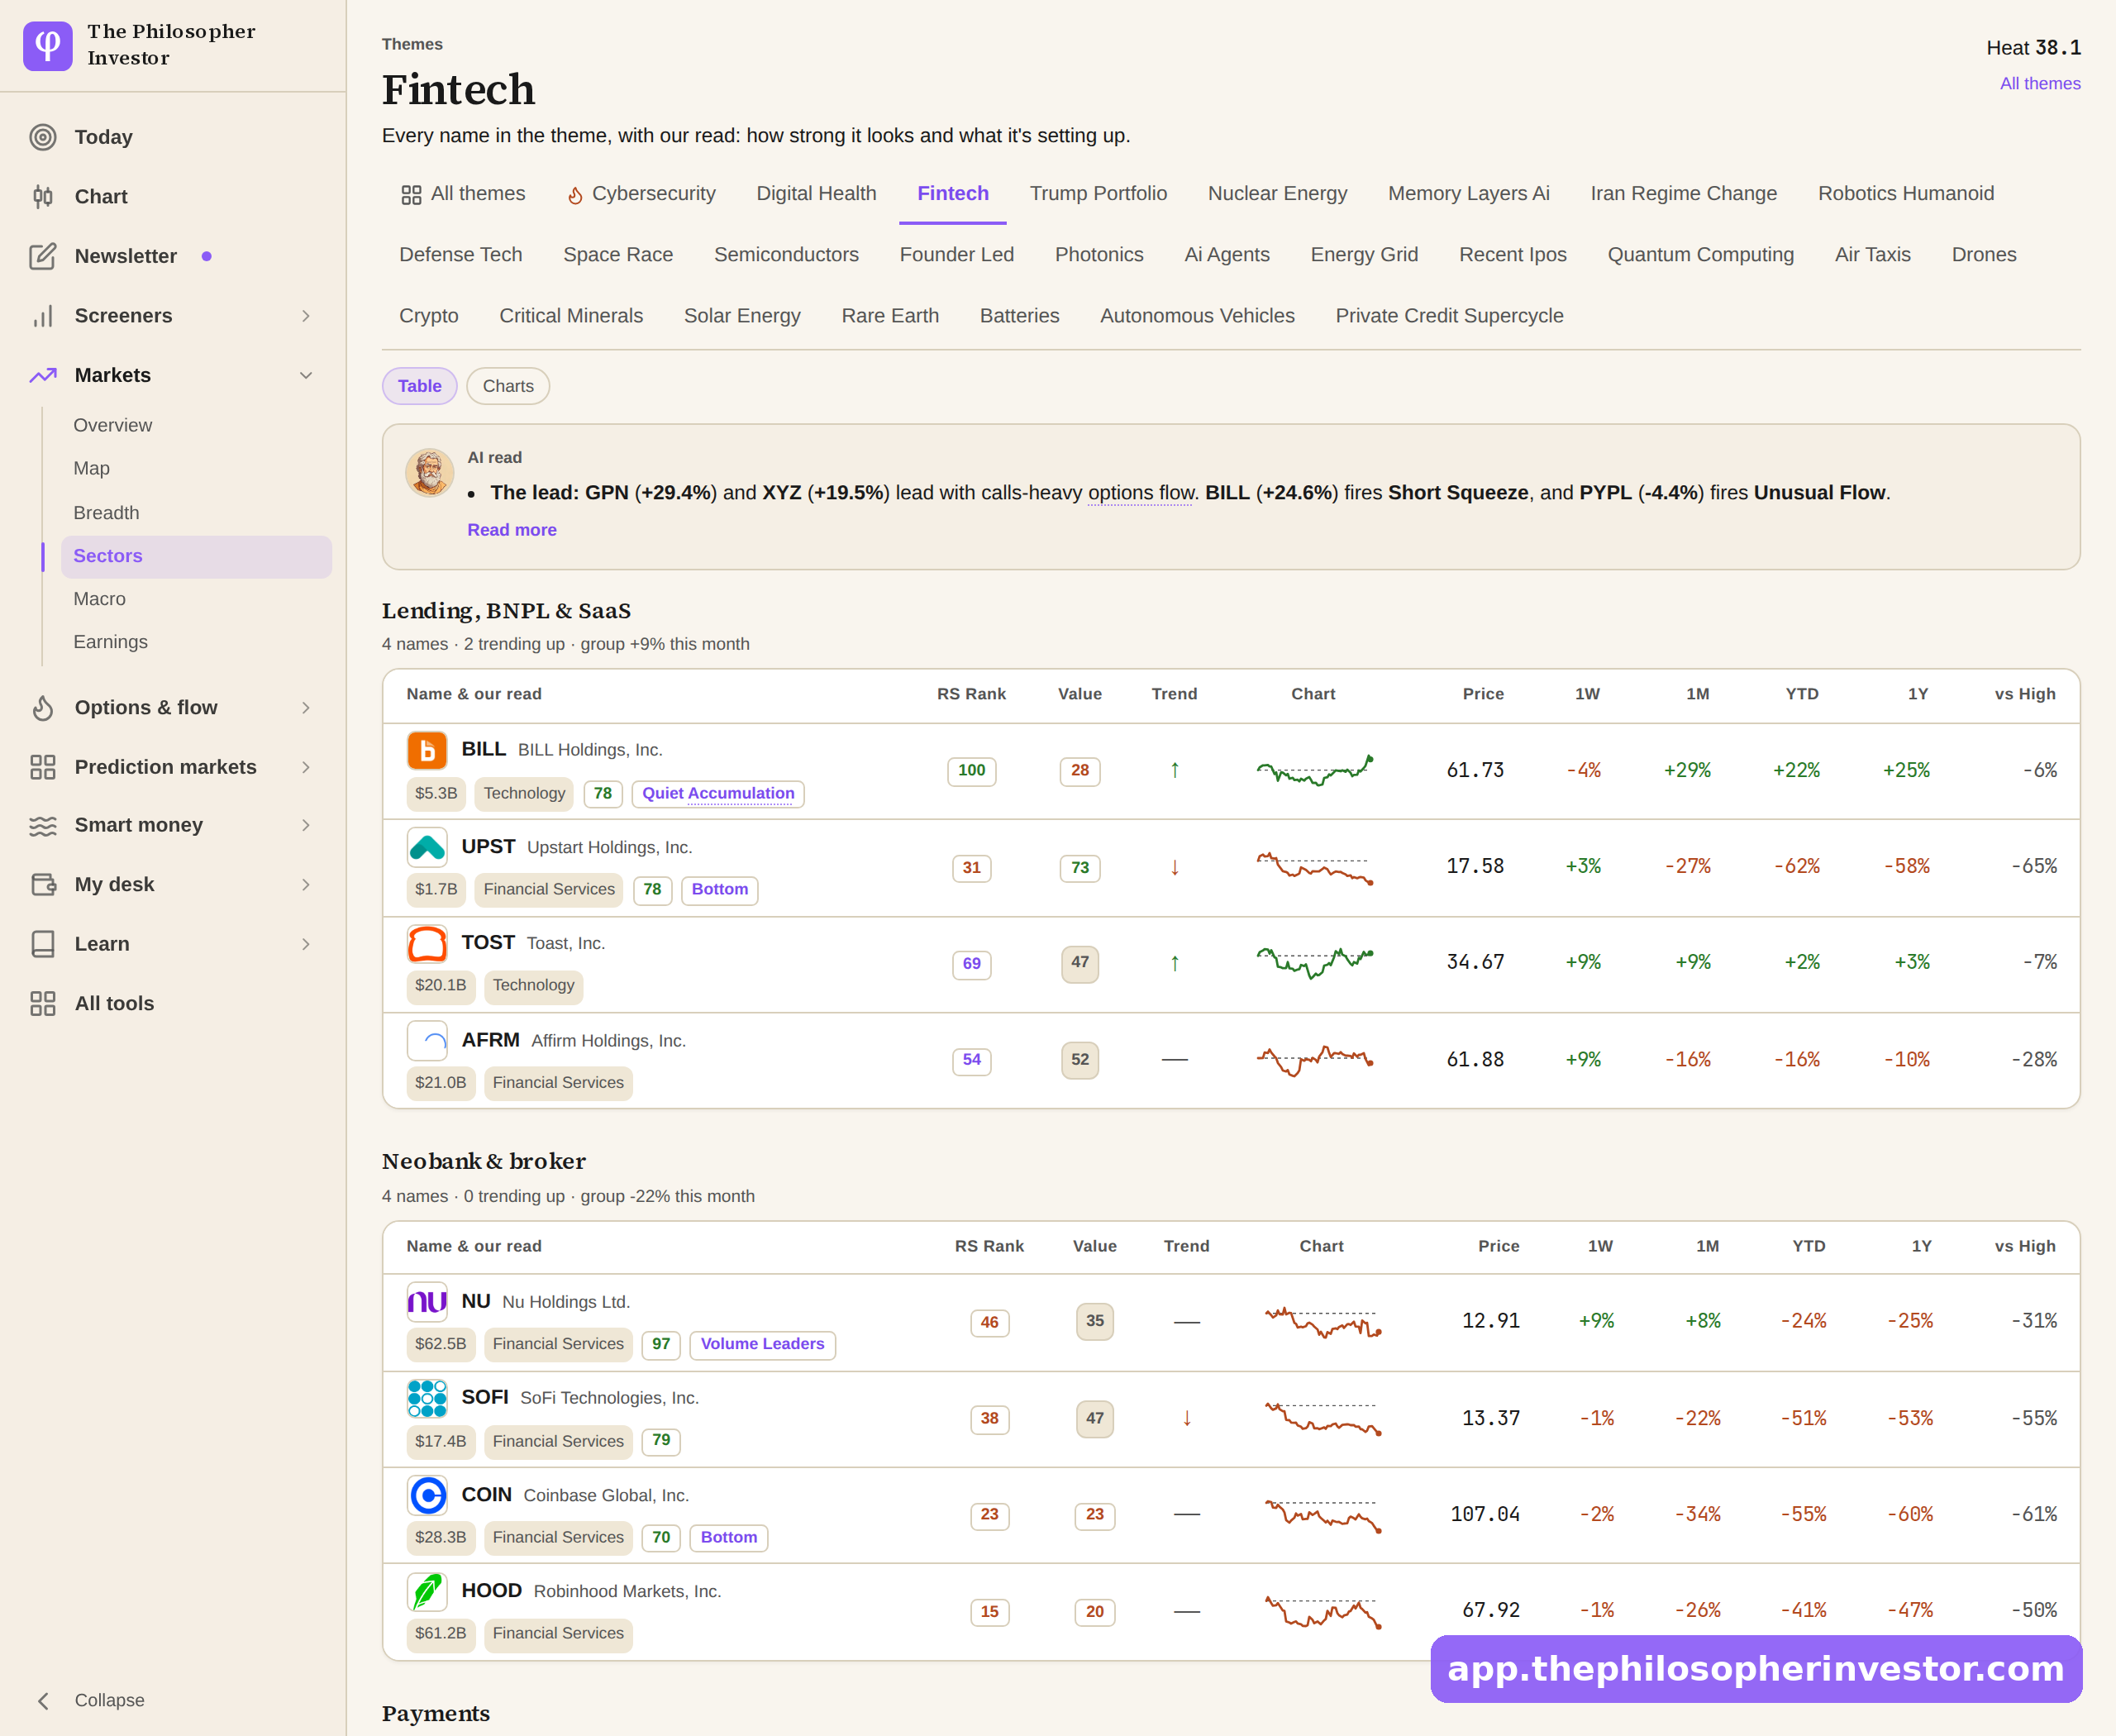 φ
The Philosopher
Investor
Today
Chart
Newsletter
Screeners
Markets
Overview
Map
Breadth
Sectors
Macro
Earnings
Options & flow
Prediction markets
Smart money
My desk
Learn
All tools
Collapse
Themes
Fintech
Every name in the theme, with our read: how strong it looks and what it's setting up.
Heat 38.1
All themes
All themes Cybersecurity Digital Health Fintech Trump Portfolio Nuclear Energy Memory Layers Ai Iran Regime Change Robotics Humanoid
Defense Tech Space Race Semiconductors Founder Led Photonics Ai Agents Energy Grid Recent Ipos Quantum Computing Air Taxis Drones
Crypto Critical Minerals Solar Energy Rare Earth Batteries Autonomous Vehicles Private Credit Supercycle
Table Charts
AI read
• The lead: GPN (+29.4%) and XYZ (+19.5%) lead with calls-heavy options flow. BILL (+24.6%) fires Short Squeeze, and PYPL (-4.4%) fires Unusual Flow.
Read more
Lending, BNPL & SaaS
4 names · 2 trending up · group +9% this month
Name & our read RS Rank Value Trend Chart Price 1W 1M YTD 1Y vs High
BILL BILL Holdings, Inc.
100 28 ↑ 61.73 -4% +29% +22% +25% -6%
$5.3B Technology 78 Quiet Accumulation
UPST Upstart Holdings, Inc.
31 73 ↓ 17.58 +3% -27% -62% -58% -65%
$1.7B Financial Services 78 Bottom
TOST Toast, Inc.
69 47 ↑ 34.67 +9% +9% +2% +3% -7%
$20.1B Technology
AFRM Affirm Holdings, Inc.
54 52 — 61.88 +9% -16% -16% -10% -28%
$21.0B Financial Services
Neobank & broker
4 names · 0 trending up · group -22% this month
Name & our read RS Rank Value Trend Chart Price 1W 1M YTD 1Y vs High
nu NU Nu Holdings Ltd.
46 35 — 12.91 +9% +8% -24% -25% -31%
$62.5B Financial Services 97 Volume Leaders
SOFI SoFi Technologies, Inc.
38 47 ↓ 13.37 -1% -22% -51% -53% -55%
$17.4B Financial Services 79
COIN Coinbase Global, Inc.
23 23 — 107.04 -2% -34% -55% -60% -61%
$28.3B Financial Services 70 Bottom
HOOD Robinhood Markets, Inc.
15 20 — 67.92 -1% -26% -41% -47% -50%
$61.2B Financial Services
app.thephilosopherinvestor.com
Payments